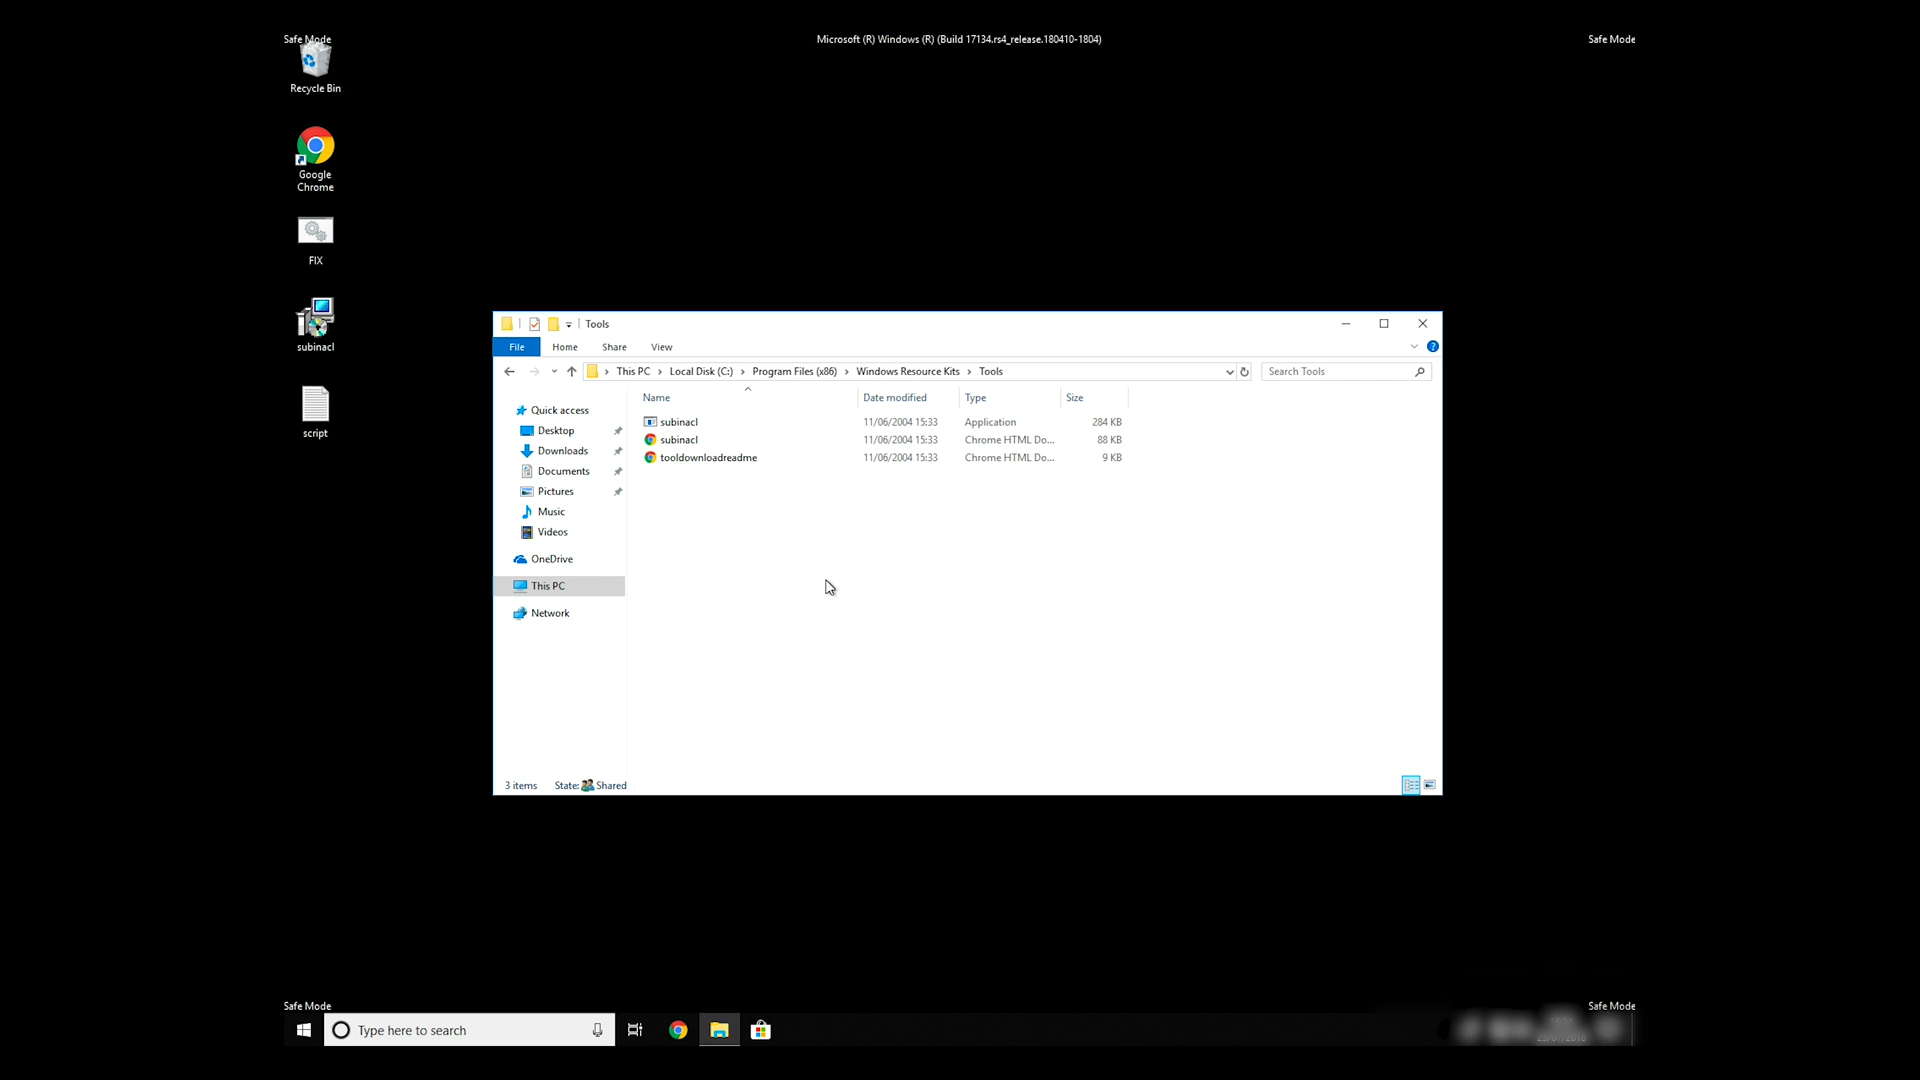 Safe Mode
Microsoft (R) Windows (R) (Build 17134.rs4_release.180410-1804)
Safe Mode
Recycle Bin
Google
Chrome
FIX
subinacl
script
Tools
File Home Share View
This PC Local Disk (C:) Program Files (x86) Windows Resource Kits Tools
Search Tools
Name Date modified Type Size
subinacl 11/06/2004 15:33 Application 284 KB
subinacl 11/06/2004 15:33 Chrome HTML Do... 88 KB
tooldownloadreadme 11/06/2004 15:33 Chrome HTML Do... 9 KB
Quick access
Desktop
Downloads
Documents
Pictures
Music
Videos
OneDrive
This PC
Network
3 items State: Shared
Safe Mode
Safe Mode
Type here to search